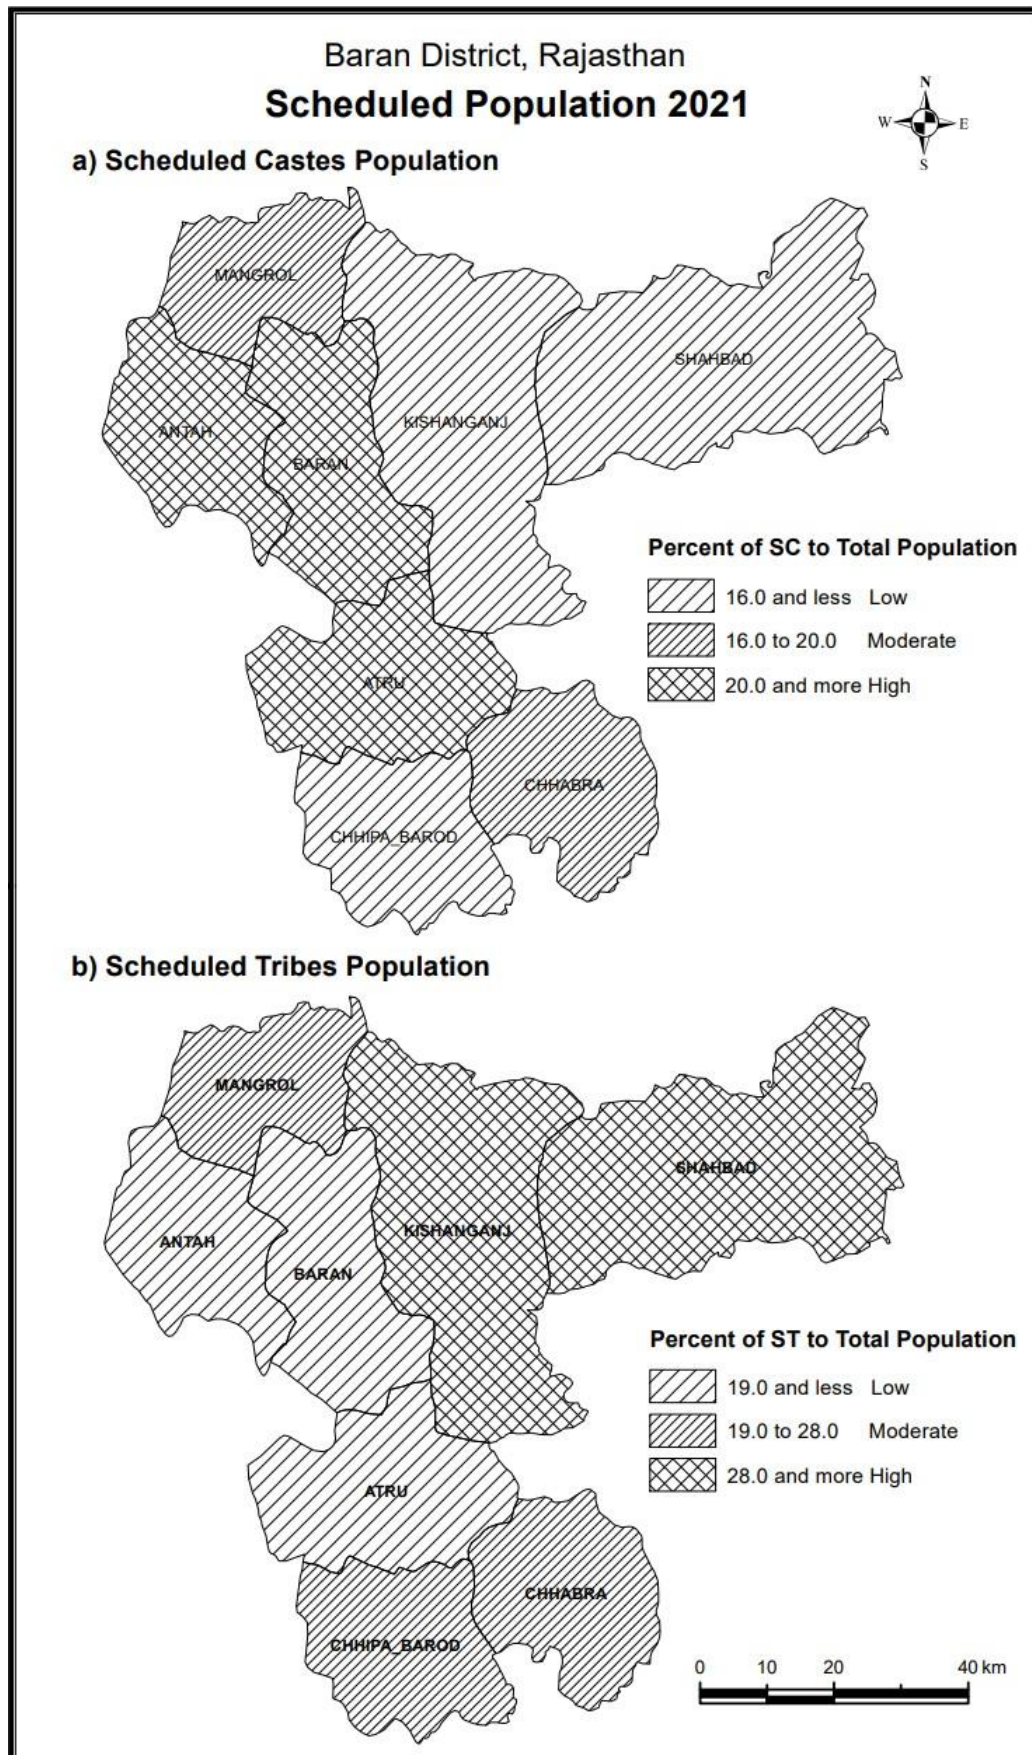 Baran District, Rajasthan
Scheduled Population 2021
N
W E
S
a) Scheduled Castes Population
MANGROL
SHAHBAD
KISHANGANJ
ANTAH
BARAN
Percent of SC to Total Population
16.0 and less Low
16.0 to 20.0 Moderate
20.0 and more High
ATRU
CHHABRA
CHHIPA_BAROD
b) Scheduled Tribes Population
MANGROL
SHAHBAD
KISHANGANJ
ANTAH
BARAN
Percent of ST to Total Population
19.0 and less Low
19.0 to 28.0 Moderate
28.0 and more High
ATRU
CHHABRA
CHHIPA_BAROD
0 10 20 40 km